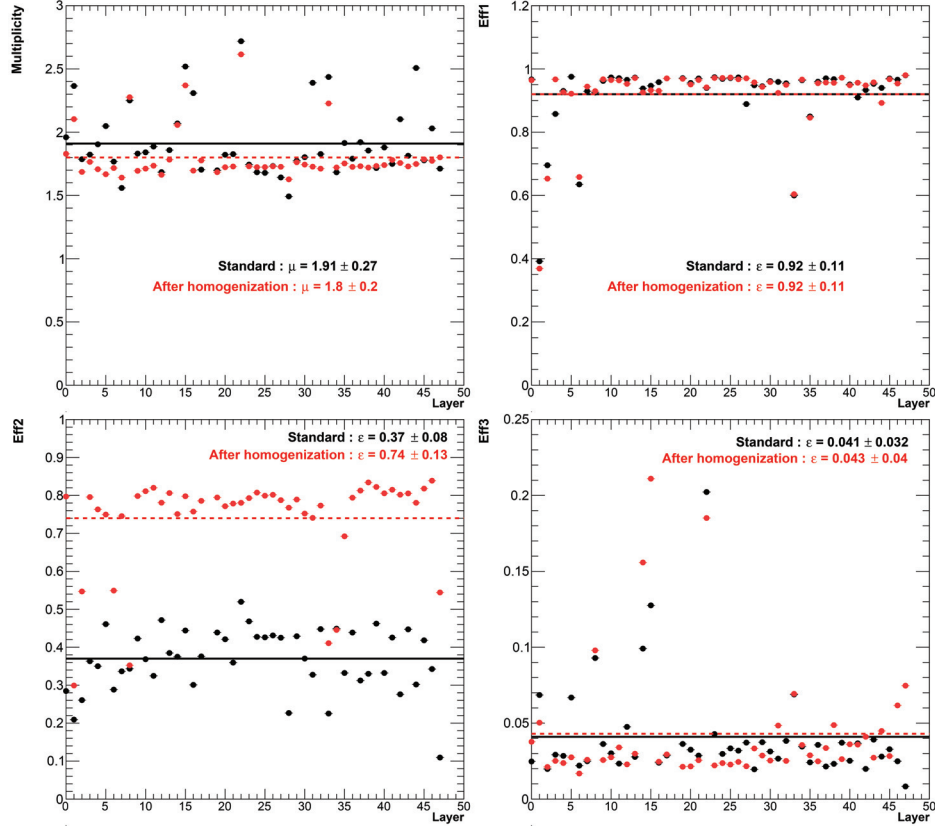 Multiplicity
3
2.5
2
1.5
1
0.5
0
Standard : μ = 1.91 ± 0.27
After homogenization : μ = 1.8 ± 0.2
0 5 10 15 20 25 30 35 40 45 50
Layer
Eff1
1.2
1
0.8
0.6
0.4
0.2
0
Standard : ε = 0.92 ± 0.11
After homogenization : ε = 0.92 ± 0.11
0 5 10 15 20 25 30 35 40 45 50
Layer
Eff2
1
0.9
0.8
0.7
0.6
0.5
0.4
0.3
0.2
0.1
0
Standard : ε = 0.37 ± 0.08
After homogenization : ε = 0.74 ± 0.13
0 5 10 15 20 25 30 35 40 45 50
Layer
Eff3
0.25
0.2
0.15
0.1
0.05
0
Standard : ε = 0.041 ± 0.032
After homogenization : ε = 0.043 ± 0.04
0 5 10 15 20 25 30 35 40 45 50
Layer